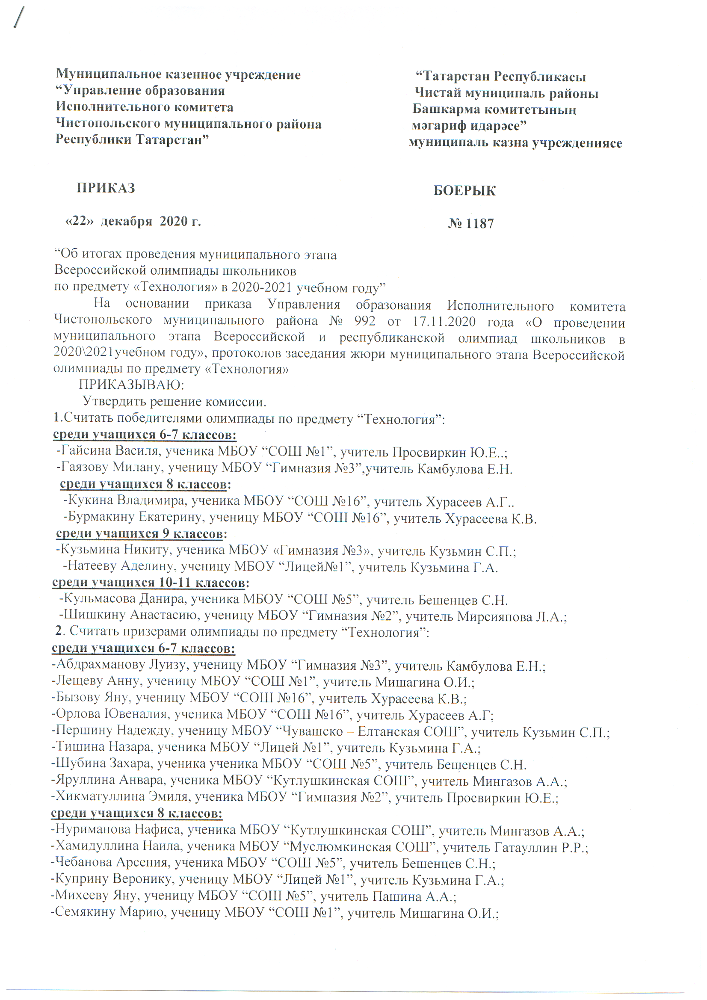 Муниципальное казенное учреждение
“Управление образования
Исполнительного комитета
Чистопольского муниципального района
Республики Татарстан”
“Татарстан Республикасы
Чистай муниципаль районы
Башкарма комитетының
мәгариф идарәсе”
муниципаль казна учреждениясе
ПРИКАЗ
БОЕРЫК
«22» декабря 2020 г.
№ 1187
“Об итогах проведения муниципального этапа
Всероссийской олимпиады школьников
по предмету «Технология» в 2020-2021 учебном году”
На основании приказа Управления образования Исполнительного комитета
Чистопольского муниципального района № 992 от 17.11.2020 года «О проведении
муниципального этапа Всероссийской и республиканской олимпиад школьников в
2020\2021учебном году», протоколов заседания жюри муниципального этапа Всероссийской
олимпиады по предмету «Технология»
ПРИКАЗЫВАЮ:
Утвердить решение комиссии.
1.Считать победителями олимпиады по предмету “Технология”:
среди учащихся 6-7 классов:
-Гайсина Василя, ученика МБОУ “СОШ №1”, учитель Просвиркин Ю.Е..;
-Гаязову Милану, ученицу МБОУ “Гимназия №3”,учитель Камбулова Е.Н.
среди учащихся 8 классов:
-Кукина Владимира, ученика МБОУ “СОШ №16”, учитель Хурасеев А.Г..
-Бурмакину Екатерину, ученицу МБОУ “СОШ №16”, учитель Хурасеева К.В.
среди учащихся 9 классов:
-Кузьмина Никиту, ученика МБОУ «Гимназия №3», учитель Кузьмин С.П.;
-Натееву Аделину, ученицу МБОУ “Лицей№1”, учитель Кузьмина Г.А.
среди учащихся 10-11 классов:
-Кульмасова Данира, ученика МБОУ “СОШ №5”, учитель Бешенцев С.Н.
-Шишкину Анастасию, ученицу МБОУ “Гимназия №2”, учитель Мирсияпова Л.А.;
2. Считать призерами олимпиады по предмету “Технология”:
среди учащихся 6-7 классов:
-Абдрахманову Луизу, ученицу МБОУ “Гимназия №3”, учитель Камбулова Е.Н.;
-Лещеву Анну, ученицу МБОУ “СОШ №1”, учитель Мишагина О.И.;
-Бызову Яну, ученицу МБОУ “СОШ №16”, учитель Хурасеева К.В.;
-Орлова Ювеналия, ученика МБОУ “СОШ №16”, учитель Хурасеев А.Г;
-Першину Надежду, ученицу МБОУ “Чувашско – Елтанская СОШ”, учитель Кузьмин С.П.;
-Тишина Назара, ученика МБОУ “Лицей №1”, учитель Кузьмина Г.А.;
-Шубина Захара, ученика ученика МБОУ “СОШ №5”, учитель Бешенцев С.Н.
-Яруллина Анвара, ученика МБОУ “Кутлушкинская СОШ”, учитель Мингазов А.А.;
-Хикматуллина Эмиля, ученика МБОУ “Гимназия №2”, учитель Просвиркин Ю.Е.;
среди учащихся 8 классов:
-Нуриманова Нафиса, ученика МБОУ “Кутлушкинская СОШ”, учитель Мингазов А.А.;
-Хамидуллина Наила, ученика МБОУ “Муслюмкинская СОШ”, учитель Гатауллин Р.Р.;
-Чебанова Арсения, ученика МБОУ “СОШ №5”, учитель Бешенцев С.Н.;
-Куприну Веронику, ученицу МБОУ “Лицей №1”, учитель Кузьмина Г.А.;
-Михееву Яну, ученицу МБОУ “СОШ №5”, учитель Пашина А.А.;
-Семякину Марию, ученицу МБОУ “СОШ №1”, учитель Мишагина О.И.;